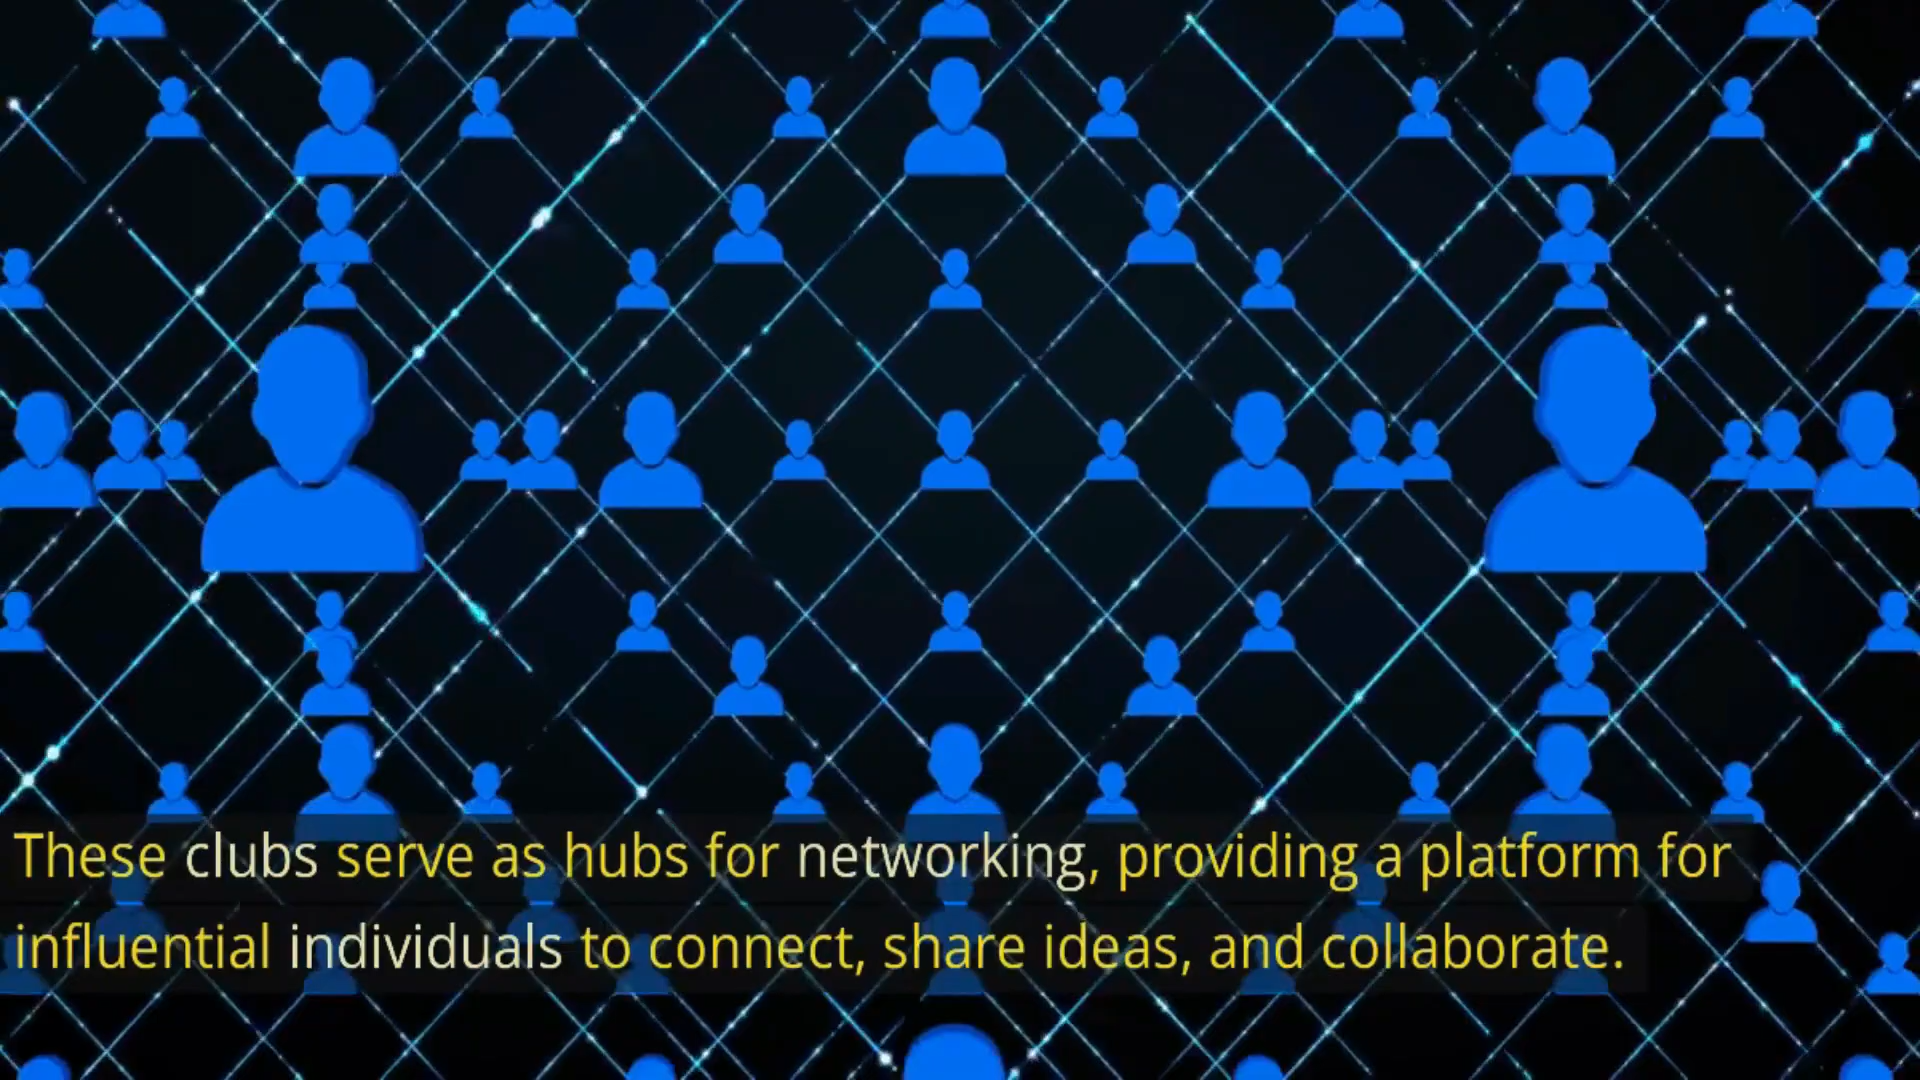 These clubs serve as hubs for networking, providing a platform for
influential individuals to connect, share ideas, and collaborate.